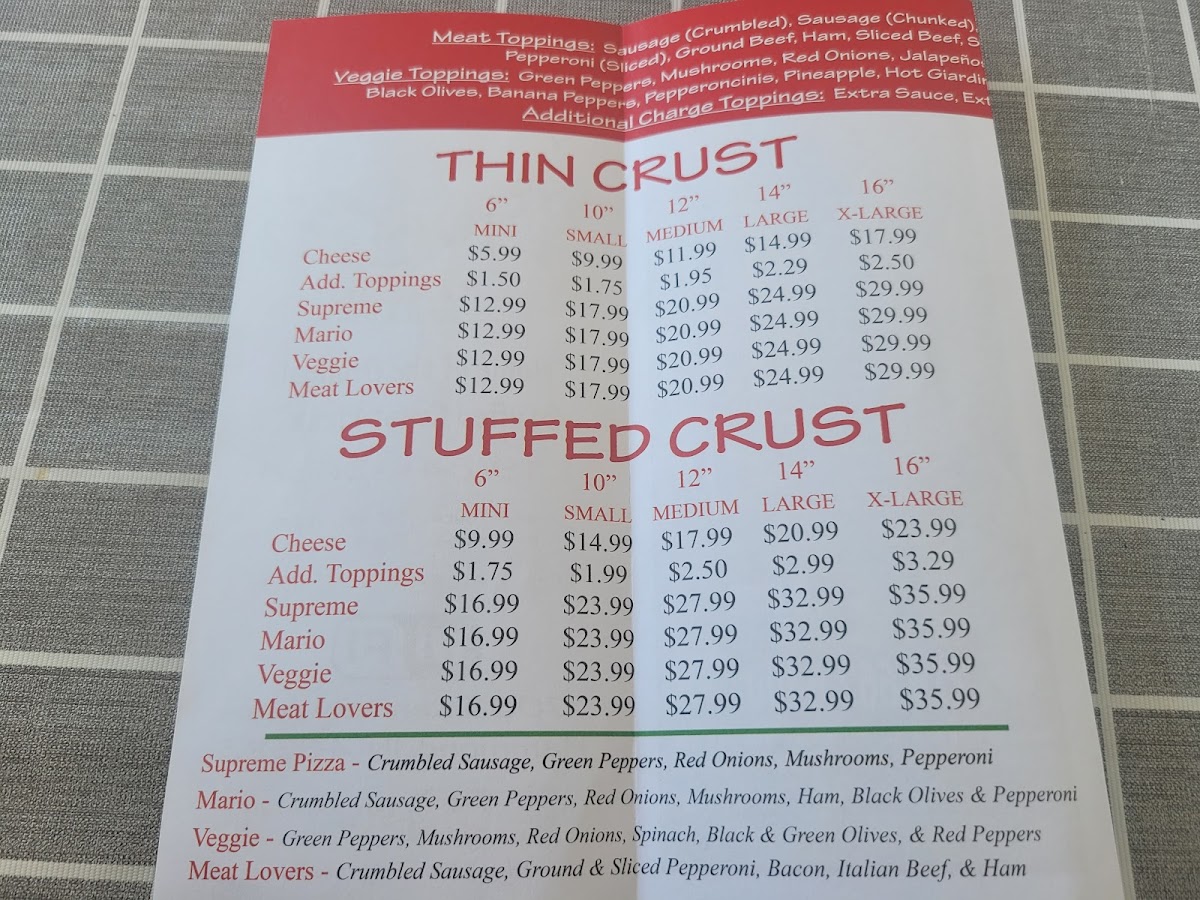 Meat Toppings: Sausage (Crumbled), Sausage (Chunked),
Pepperoni (Sliced), Ground Beef, Ham, Sliced Beef,
Veggie Toppings: Green Peppers, Mushrooms, Red Onions,
Black Olives, Banana Peppers, Pepperoncinis, Pineapple, Hot
Additional Charge Toppings: Extra Sauce,
THIN CRUST
6” 10” 12” 14” 16”
MINI SMALL MEDIUM LARGE X-LARGE
Cheese $5.99 $9.99 $11.99 $14.99 $17.99
Add. Toppings $1.50 $1.75 $1.95 $2.29 $2.50
Supreme $12.99 $17.99 $20.99 $24.99 $29.99
Mario $12.99 $17.99 $20.99 $24.99 $29.99
Veggie $12.99 $17.99 $20.99 $24.99 $29.99
Meat Lovers $12.99 $17.99 $20.99 $24.99 $29.99
STUFFED CRUST
6” 10” 12” 14” 16”
MINI SMALL MEDIUM LARGE X-LARGE
Cheese $9.99 $14.99 $17.99 $20.99 $23.99
Add. Toppings $1.75 $1.99 $2.50 $2.99 $3.29
Supreme $16.99 $23.99 $27.99 $32.99 $35.99
Mario $16.99 $23.99 $27.99 $32.99 $35.99
Veggie $16.99 $23.99 $27.99 $32.99 $35.99
Meat Lovers $16.99 $23.99 $27.99 $32.99 $35.99
Supreme Pizza - Crumbled Sausage, Green Peppers, Red Onions, Mushrooms, Pepperoni
Mario - Crumbled Sausage, Green Peppers, Red Onions, Mushrooms, Ham, Black Olives & Pepperoni
Veggie - Green Peppers, Mushrooms, Red Onions, Spinach, Black & Green Olives, & Red Peppers
Meat Lovers - Crumbled Sausage, Ground & Sliced Pepperoni, Bacon, Italian Beef, & Ham